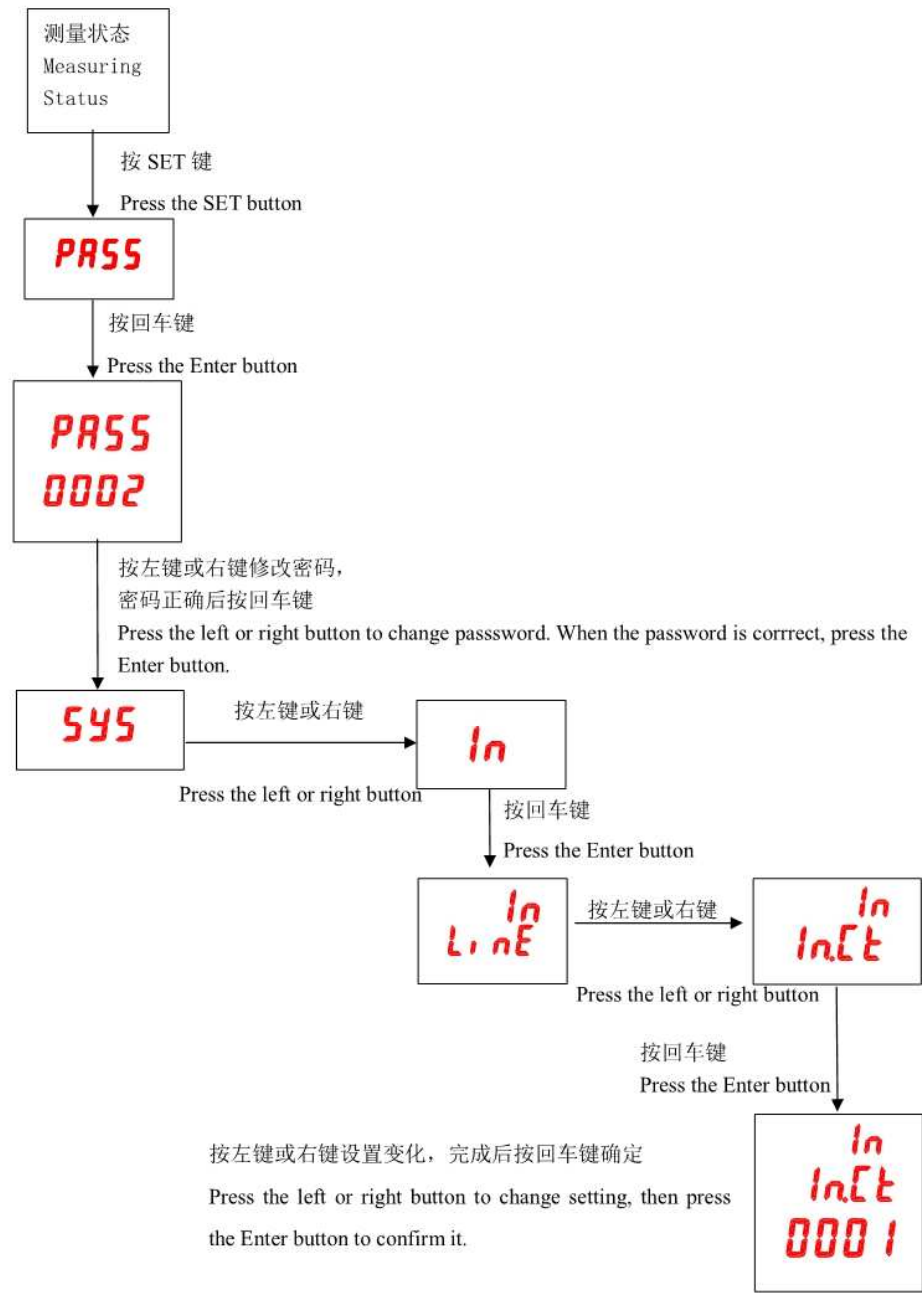 测量状态
Measuring
Status
按 SET 键
Press the SET button
PASS
按回车键
Press the Enter button
PASS
0002
按左键或右键修改密码，
密码正确后按回车键
Press the left or right button to change passsword. When the password is corrrect, press the
Enter button.
SYS
按左键或右键
Press the left or right button
In
按回车键
Press the Enter button
In
LinE
按左键或右键
Press the left or right button
In
In.Ct
按回车键
Press the Enter button
按左键或右键设置变化，完成后按回车键确定
Press the left or right button to change setting, then press
the Enter button to confirm it.
In
In.Ct
0001